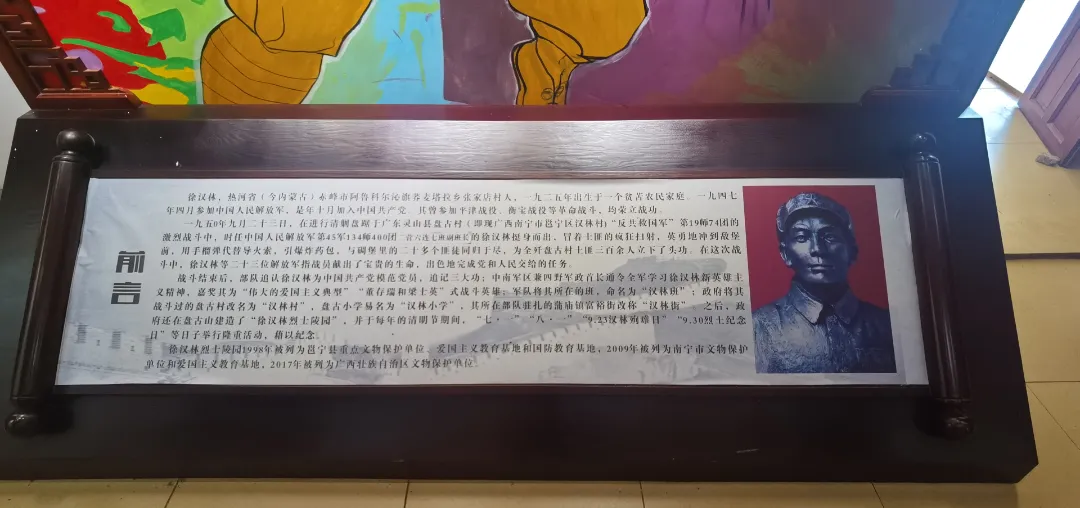 前言
徐汉林，热河省（今内蒙古）赤峰市阿鲁科尔沁旗荞麦塔拉乡张家店村人，一九二五年出生于一个贫苦农民家庭。一九四七
年四月参加中国人民解放军，是年十月加入中国共产党。其曾参加平津战役、衡宝战役等革命战斗，均荣立战功。
一九五0年九月二十三日，在进行清剿盘踞于广东灵山县盘古村（即现广西南宁市邕宁区汉林村）“反共救国军”第19师74团的
激烈战斗中，时任中国人民解放军第45军134师400团二营六连七班副班长的徐汉林挺身而出，冒着土匪的疯狂扫射，英勇地冲到敌堡
前，用手榴弹代替导火索，引爆炸药包，与碉堡里的二十多个匪徒同归于尽，为全歼盘古村土匪三百余人立下了头功。在这次战
斗中，徐汉林等二十三位解放军指战员献出了宝贵的生命，出色地完成党和人民交给的任务。
战斗结束后，部队追认徐汉林为中国共产党模范党员，追记三大功；中南军区兼四野军政首长通令全军学习徐汉林新英雄主
义精神，嘉奖其为“伟大的爱国主义典型”“董存瑞和梁士英”式战斗英雄；军队将其所在的班，命名为“汉林班”；政府将其
战斗过的盘古村改名为“汉林村”，盘古小学易名为“汉林小学”，其所在部队驻扎的蒲庙镇富裕街改称“汉林街”。之后，政
府还在盘古山建造了“徐汉林烈士陵园”，并于每年的清明节期间，“七·一”“八·一”“9.23汉林殉难日”“9.30烈士纪念
日”等日子举行隆重活动，藉以纪念。
徐汉林烈士陵园1998年被列为邕宁县重点文物保护单位、爱国主义教育基地和国防教育基地，2009年被列为南宁市文物保护
单位和爱国主义教育基地，2017年被列为广西壮族自治区文物保护单位。